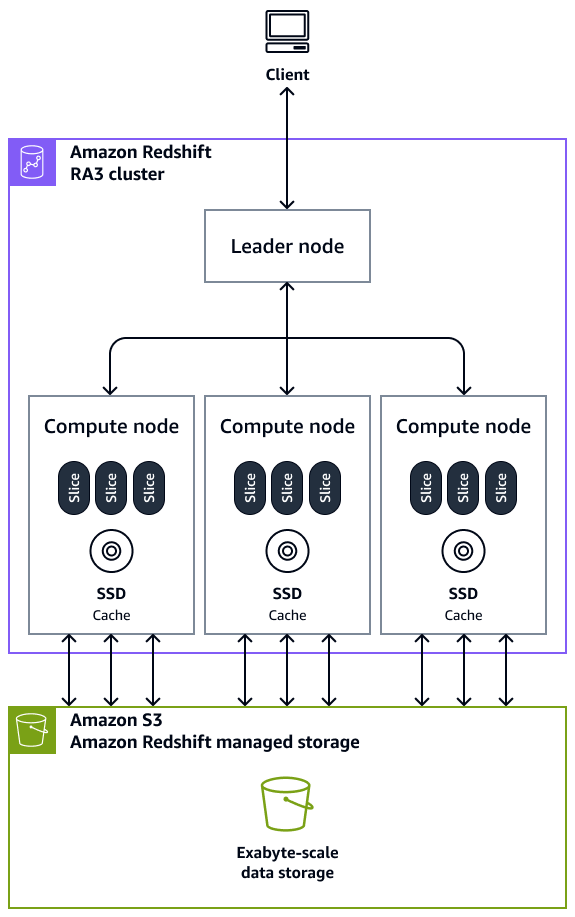 Client
Amazon Redshift
RA3 cluster
Leader node
Compute node
Slice
Slice
Slice
SSD
Cache
Compute node
Slice
Slice
Slice
SSD
Cache
Compute node
Slice
Slice
Slice
SSD
Cache
Amazon S3
Amazon Redshift managed storage
Exabyte-scale
data storage